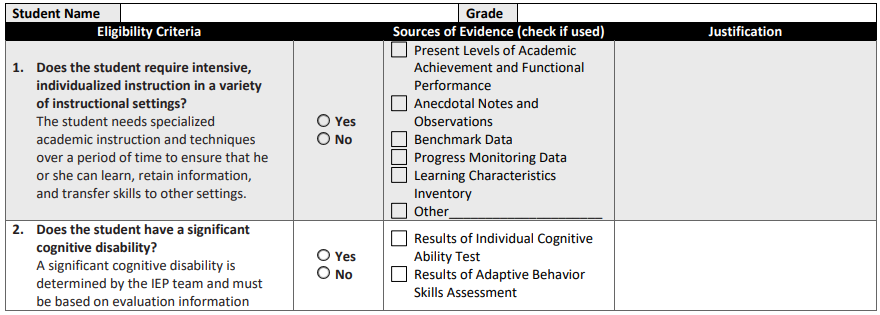 Student Name
Grade
Eligibility Criteria
Sources of Evidence (check if used)
Justification
1. Does the student require intensive,
individualized instruction in a variety
of instructional settings?
The student needs specialized
academic instruction and techniques
over a period of time to ensure that he
or she can learn, retain information,
and transfer skills to other settings.
Yes
No
Present Levels of Academic
Achievement and Functional
Performance
Anecdotal Notes and
Observations
Benchmark Data
Progress Monitoring Data
Learning Characteristics
Inventory
Other_____________________
2. Does the student have a significant
cognitive disability?
A significant cognitive disability is
determined by the IEP team and must
be based on evaluation information
Yes
No
Results of Individual Cognitive
Ability Test
Results of Adaptive Behavior
Skills Assessment